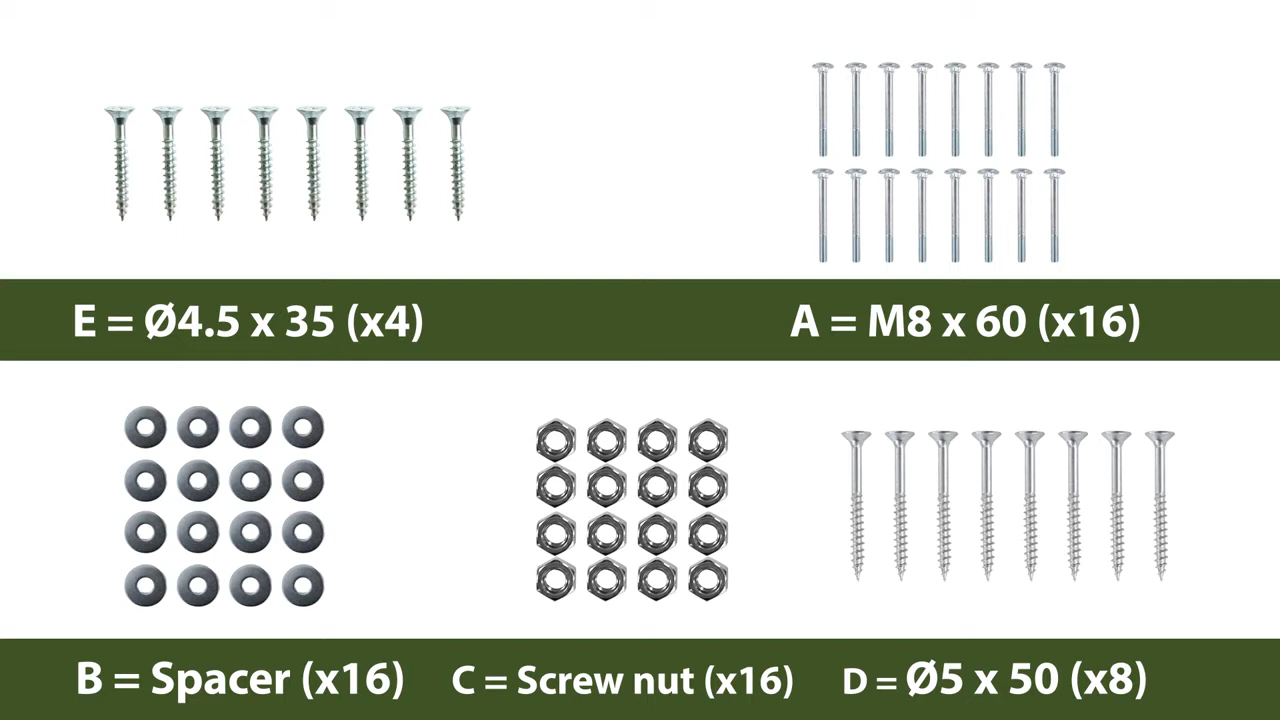 E = Ø4.5 x 35 (x4)
A = M8 x 60 (x16)
B = Spacer (x16)
C = Screw nut (x16)
D = Ø5 x 50 (x8)